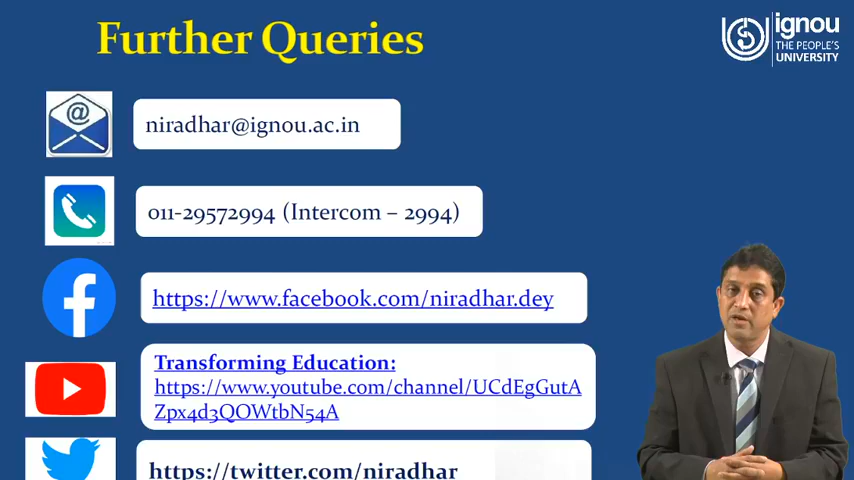 Further Queries
ignou
THE PEOPLE'S
UNIVERSITY
niradhar@ignou.ac.in
011-29572994 (Intercom – 2994)
https://www.facebook.com/niradhar.dey
Transforming Education:
https://www.youtube.com/channel/UCdEgGutA
Zpx4d3QOWtbN54A
https://twitter.com/niradhar